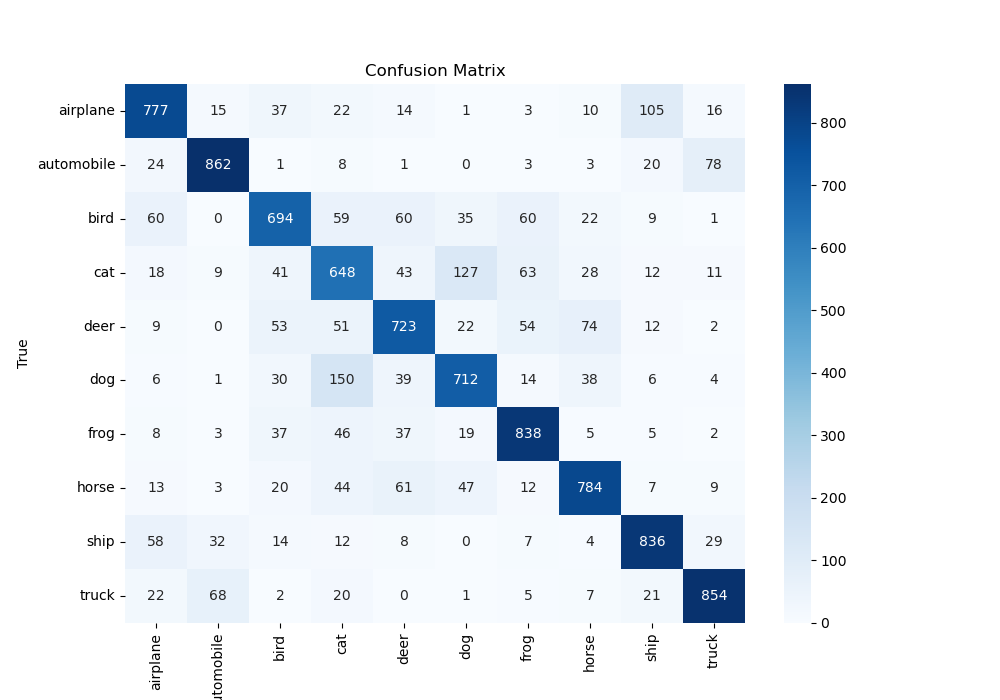 Confusion Matrix
airplane 777 15 37 22 14 1 3 10 105 16
automobile 24 862 1 8 1 0 3 3 20 78
bird 60 0 694 59 60 35 60 22 9 1
cat 18 9 41 648 43 127 63 28 12 11
deer 9 0 53 51 723 22 54 74 12 2
dog 6 1 30 150 39 712 14 38 6 4
frog 8 3 37 46 37 19 838 5 5 2
horse 13 3 20 44 61 47 12 784 7 9
ship 58 32 14 12 8 0 7 4 836 29
truck 22 68 2 20 0 1 5 7 21 854
True
airplane
utomobile
bird
cat
deer
dog
frog
horse
ship
truck
800
700
600
500
400
300
200
100
0